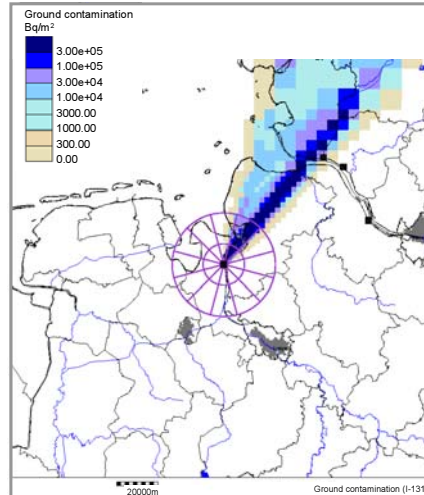 Ground contamination
Bq/m²
3.00e+05
1.00e+05
3.00e+04
1.00e+04
3000.00
1000.00
300.00
0.00
20000m
Ground contamination (I-131